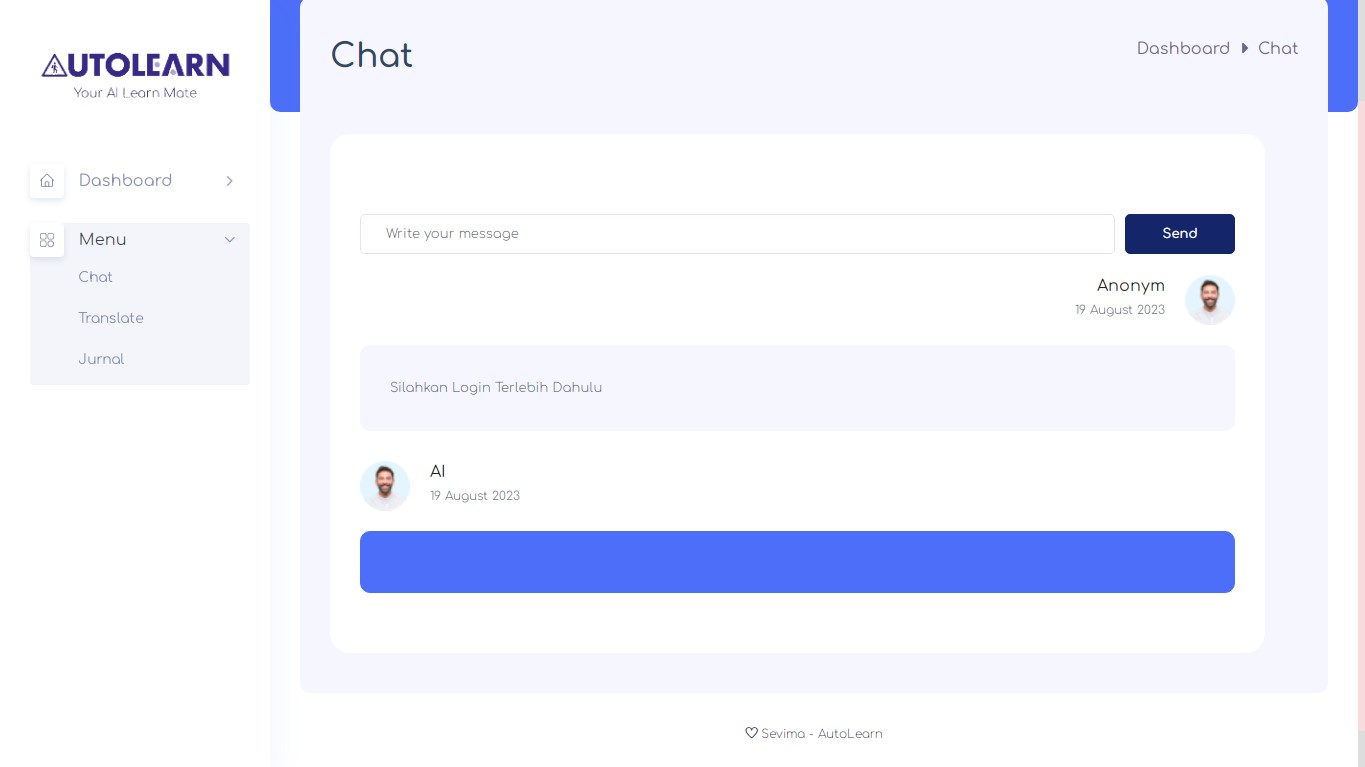 AUTOLEARN
Your AI Learn Mate
Dashboard
Menu
Chat
Translate
Jurnal
Chat
Dashboard Chat
Write your message
Send
Anonym
19 August 2023
Silahkan Login Terlebih Dahulu
AI
19 August 2023
Sevima - AutoLearn